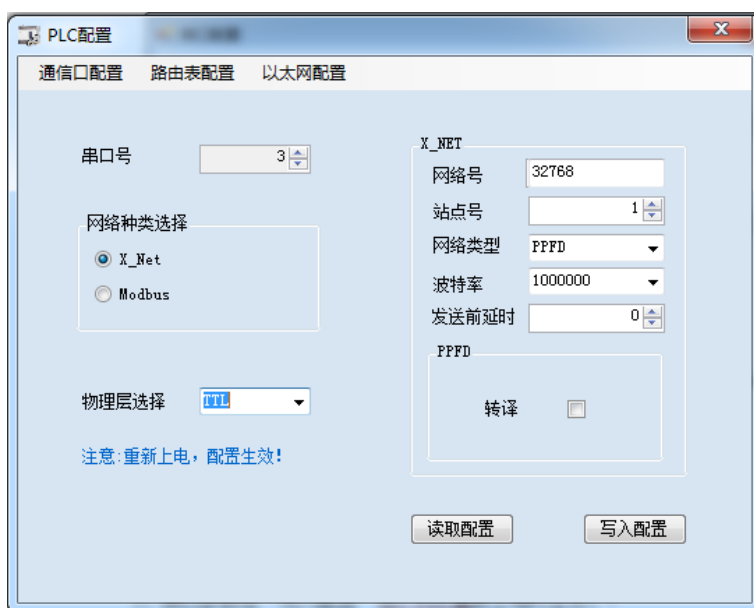 PLC配置
通信口配置 路由表配置 以太网配置
串口号 3
网络种类选择
X_Net
Modbus
物理层选择 TTL
注意:重新上电，配置生效!
X_NET
网络号 32768
站点号 1
网络类型 PPFD
波特率 1000000
发送前延时 0
PPFD
转译
读取配置 写入配置